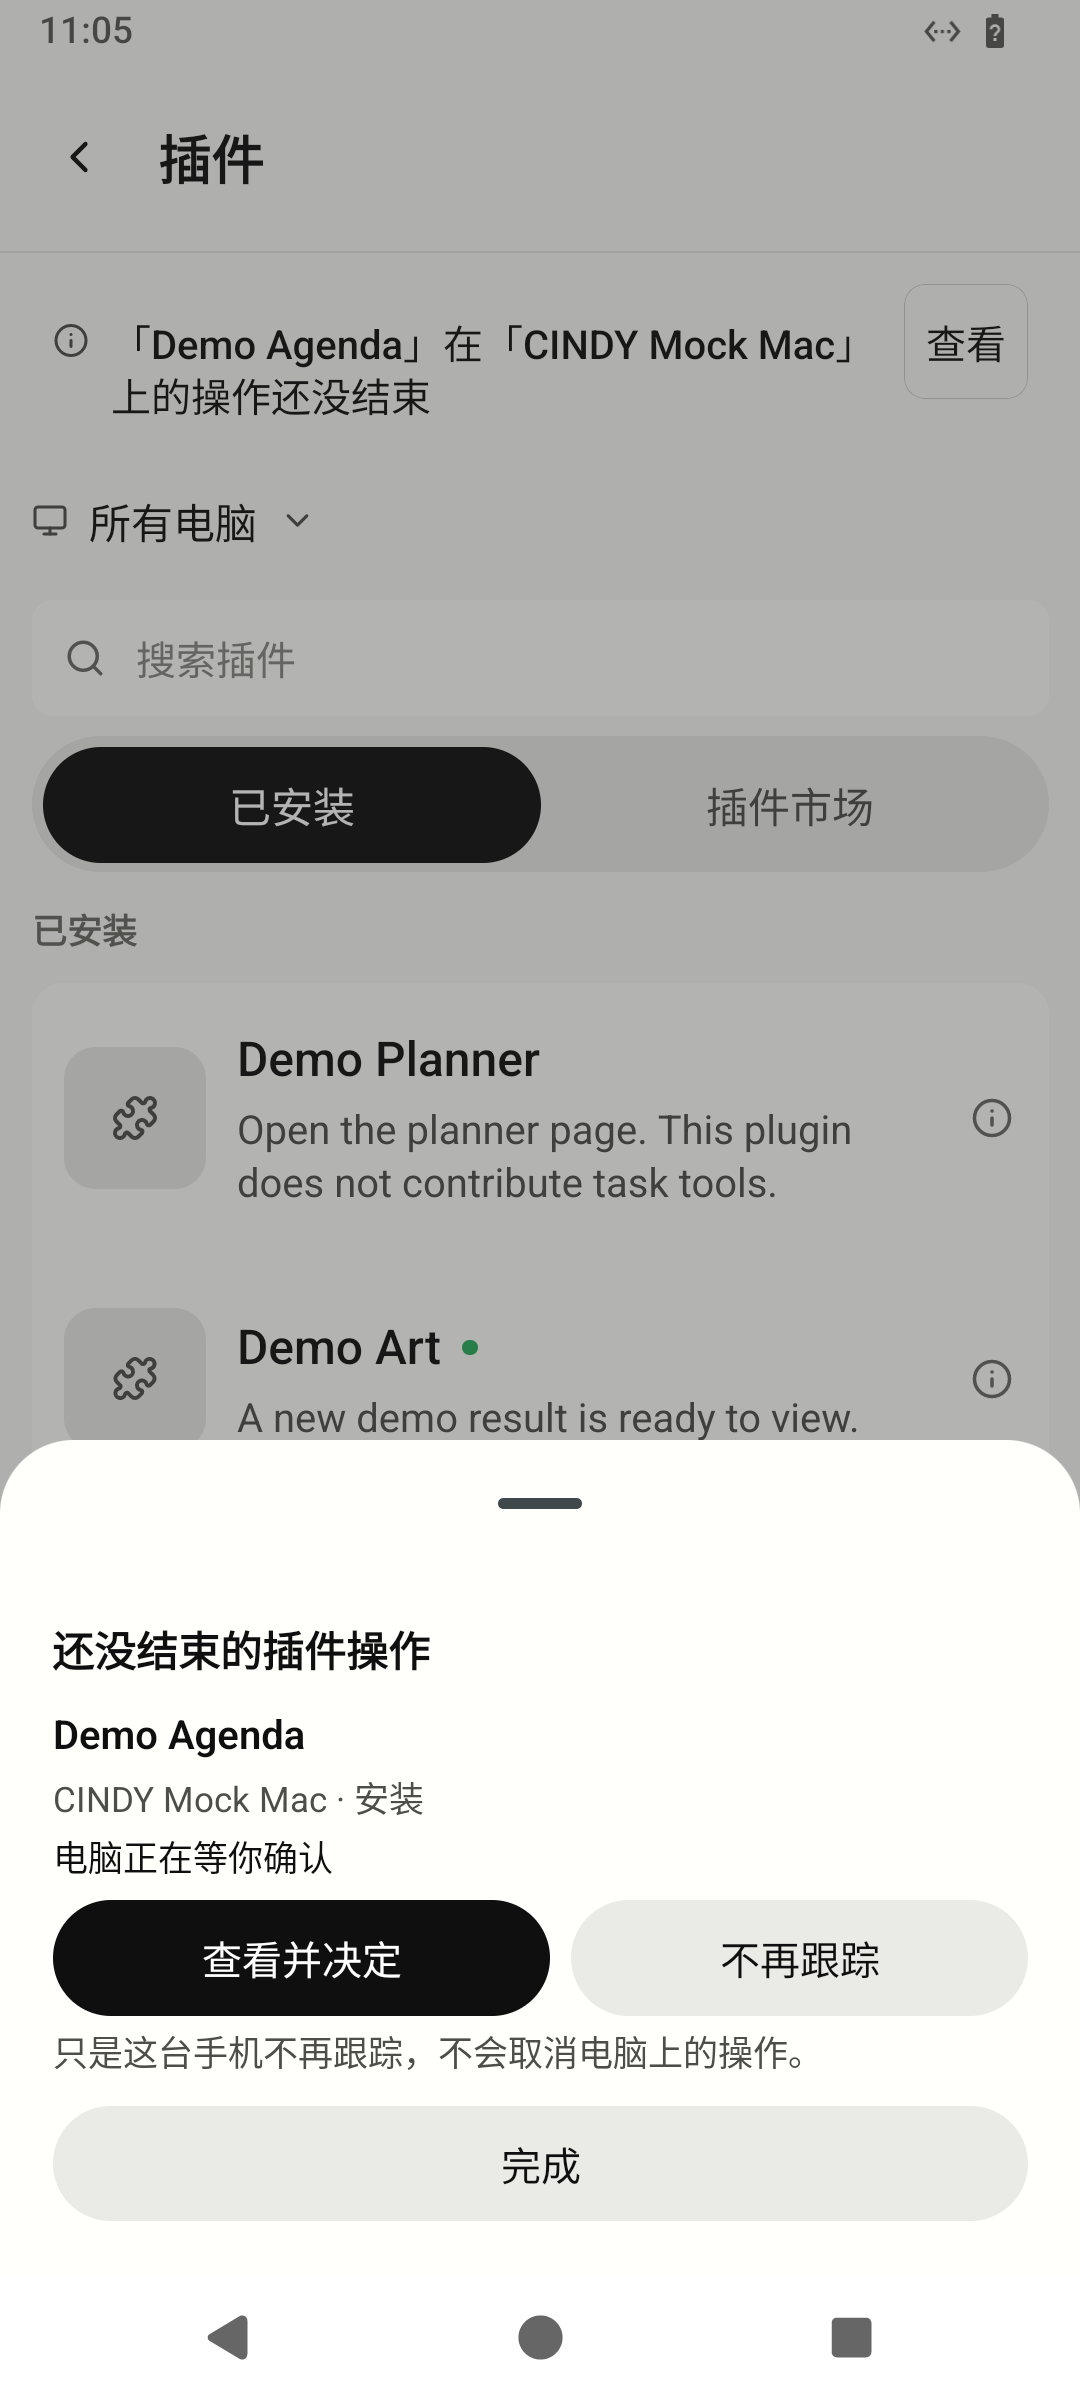 11:05
插件
「Demo Agenda」在「CINDY Mock Mac」
上的操作还没结束
查看
所有电脑
搜索插件
已安装
插件市场
已安装
Demo Planner
Open the planner page. This plugin
does not contribute task tools.
Demo Art
A new demo result is ready to view.
还没结束的插件操作
Demo Agenda
CINDY Mock Mac · 安装
电脑正在等你确认
查看并决定
不再跟踪
只是这台手机不再跟踪，不会取消电脑上的操作。
完成